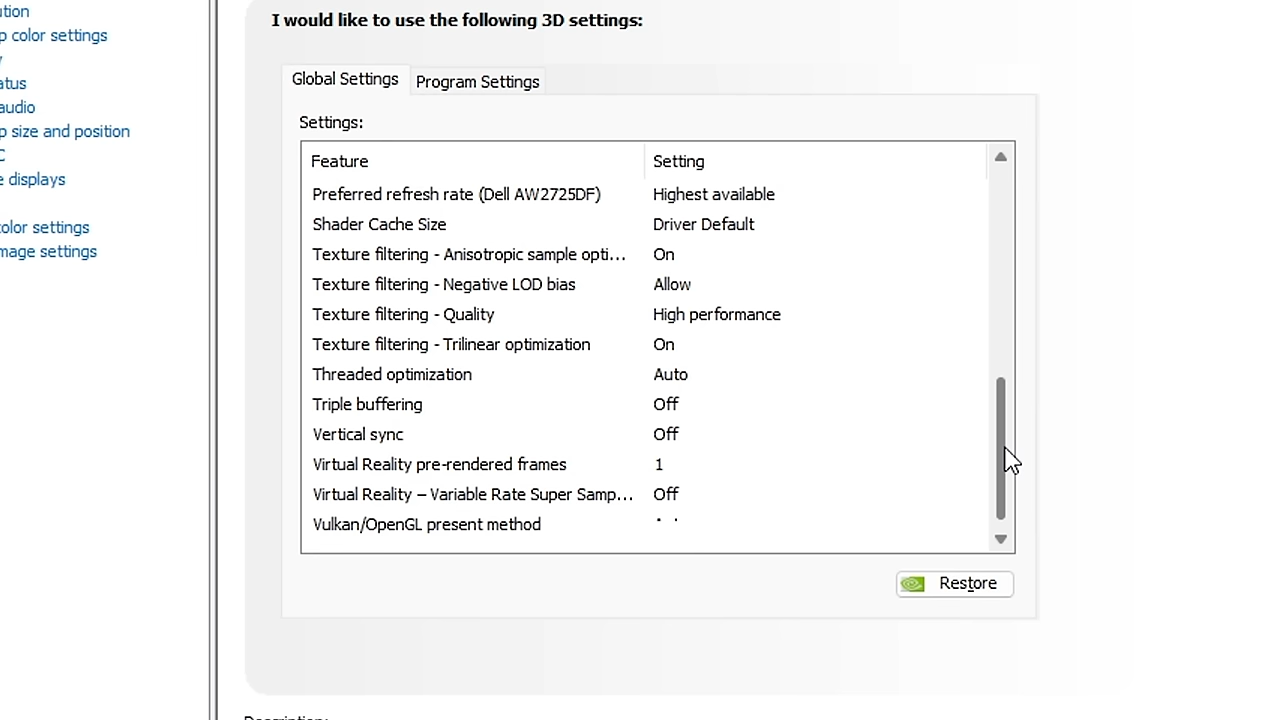 ution
p color settings
y
atus
audio
p size and position
C
e displays
color settings
mage settings
I would like to use the following 3D settings:
Global Settings
Program Settings
Settings:
Feature Setting
Preferred refresh rate (Dell AW2725DF) Highest available
Shader Cache Size Driver Default
Texture filtering - Anisotropic sample opti... On
Texture filtering - Negative LOD bias Allow
Texture filtering - Quality High performance
Texture filtering - Trilinear optimization On
Threaded optimization Auto
Triple buffering Off
Vertical sync Off
Virtual Reality pre-rendered frames 1
Virtual Reality – Variable Rate Super Samp... Off
Vulkan/OpenGL present method
Restore
Description: